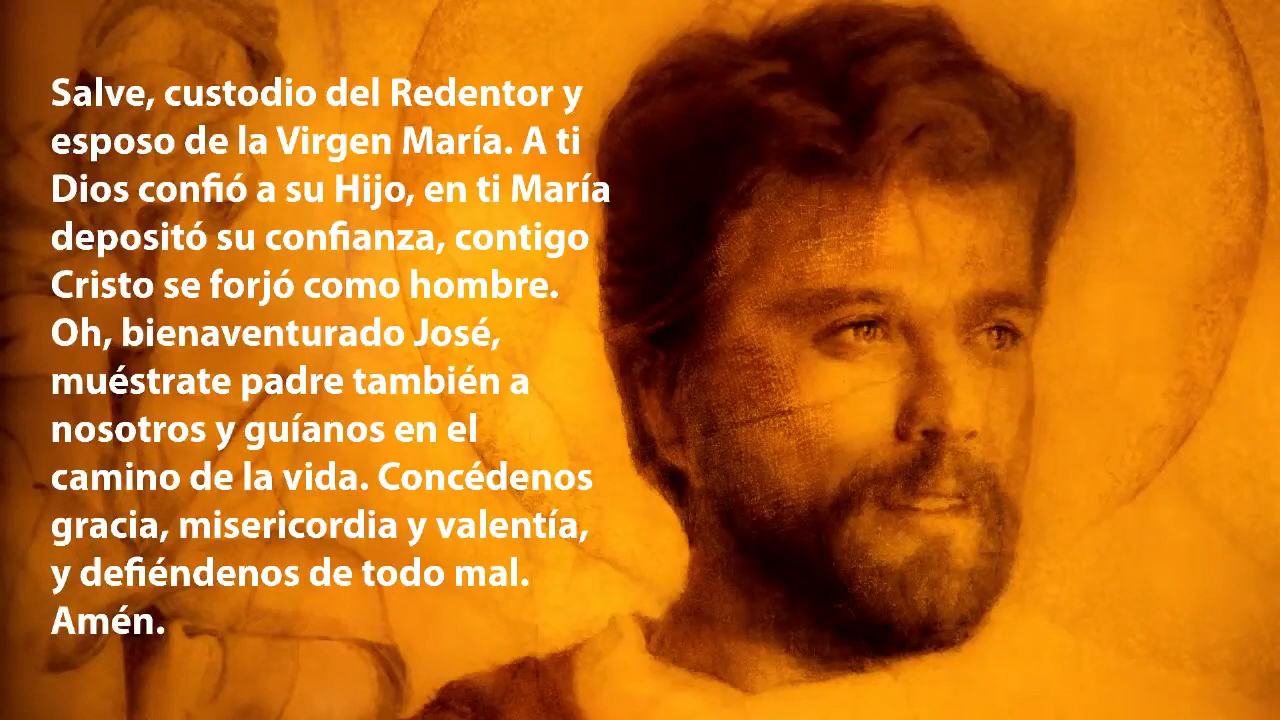 Salve, custodio del Redentor y
esposo de la Virgen María. A ti
Dios confió a su Hijo, en ti María
depositó su confianza, contigo
Cristo se forjó como hombre.
Oh, bienaventurado José,
muéstrate padre también a
nosotros y guíanos en el
camino de la vida. Concédenos
gracia, misericordia y valentía,
y defiéndenos de todo mal.
Amén.